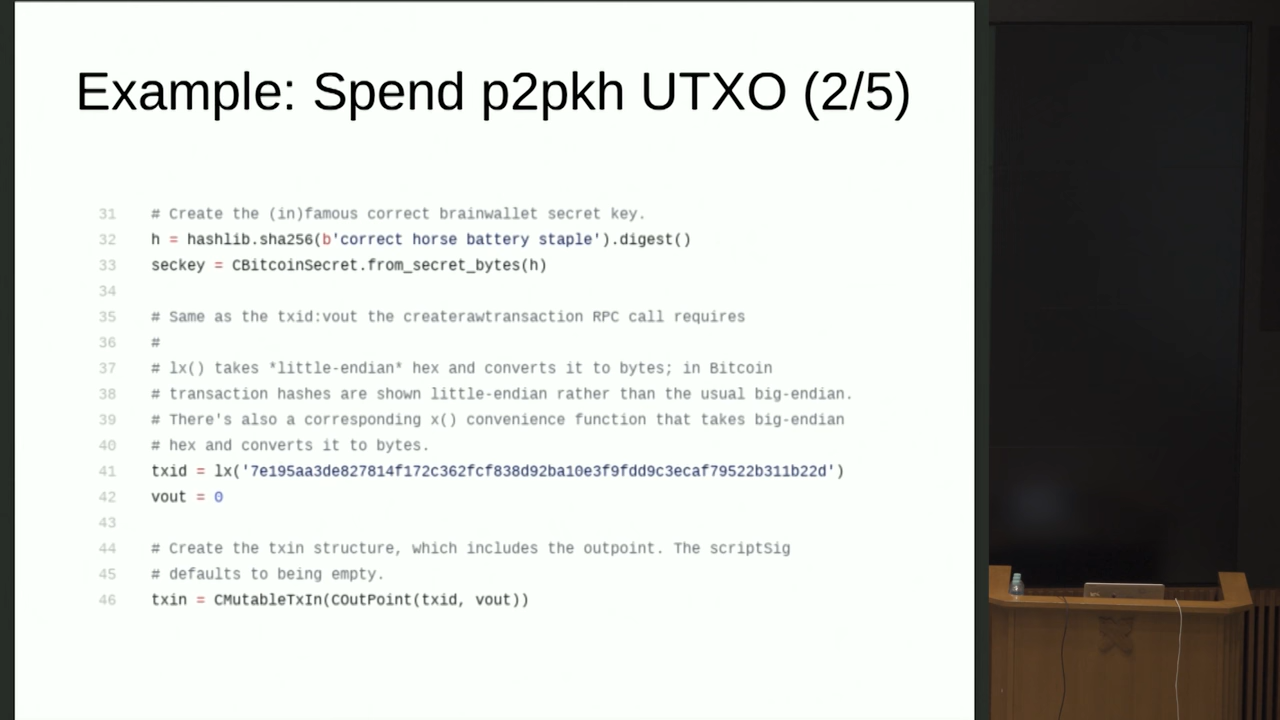 Example: Spend p2pkh UTXO (2/5)
31 # Create the (in)famous correct brainwallet secret key.
32 h = hashlib.sha256(b'correct horse battery staple').digest()
33 seckey = CBitcoinSecret.from_secret_bytes(h)
34
35 # Same as the txid:vout the createrawtransaction RPC call requires
36 #
37 # lx() takes *little-endian* hex and converts it to bytes; in Bitcoin
38 # transaction hashes are shown little-endian rather than the usual big-endian.
39 # There's also a corresponding x() convenience function that takes big-endian
40 # hex and converts it to bytes.
41 txid = lx('7e195aa3de827814f172c362fcf838d92ba10e3f9fdd9c3ecaf79522b311b22d')
42 vout = 0
43
44 # Create the txin structure, which includes the outpoint. The scriptSig
45 # defaults to being empty.
46 txin = CMutableTxIn(COutPoint(txid, vout))